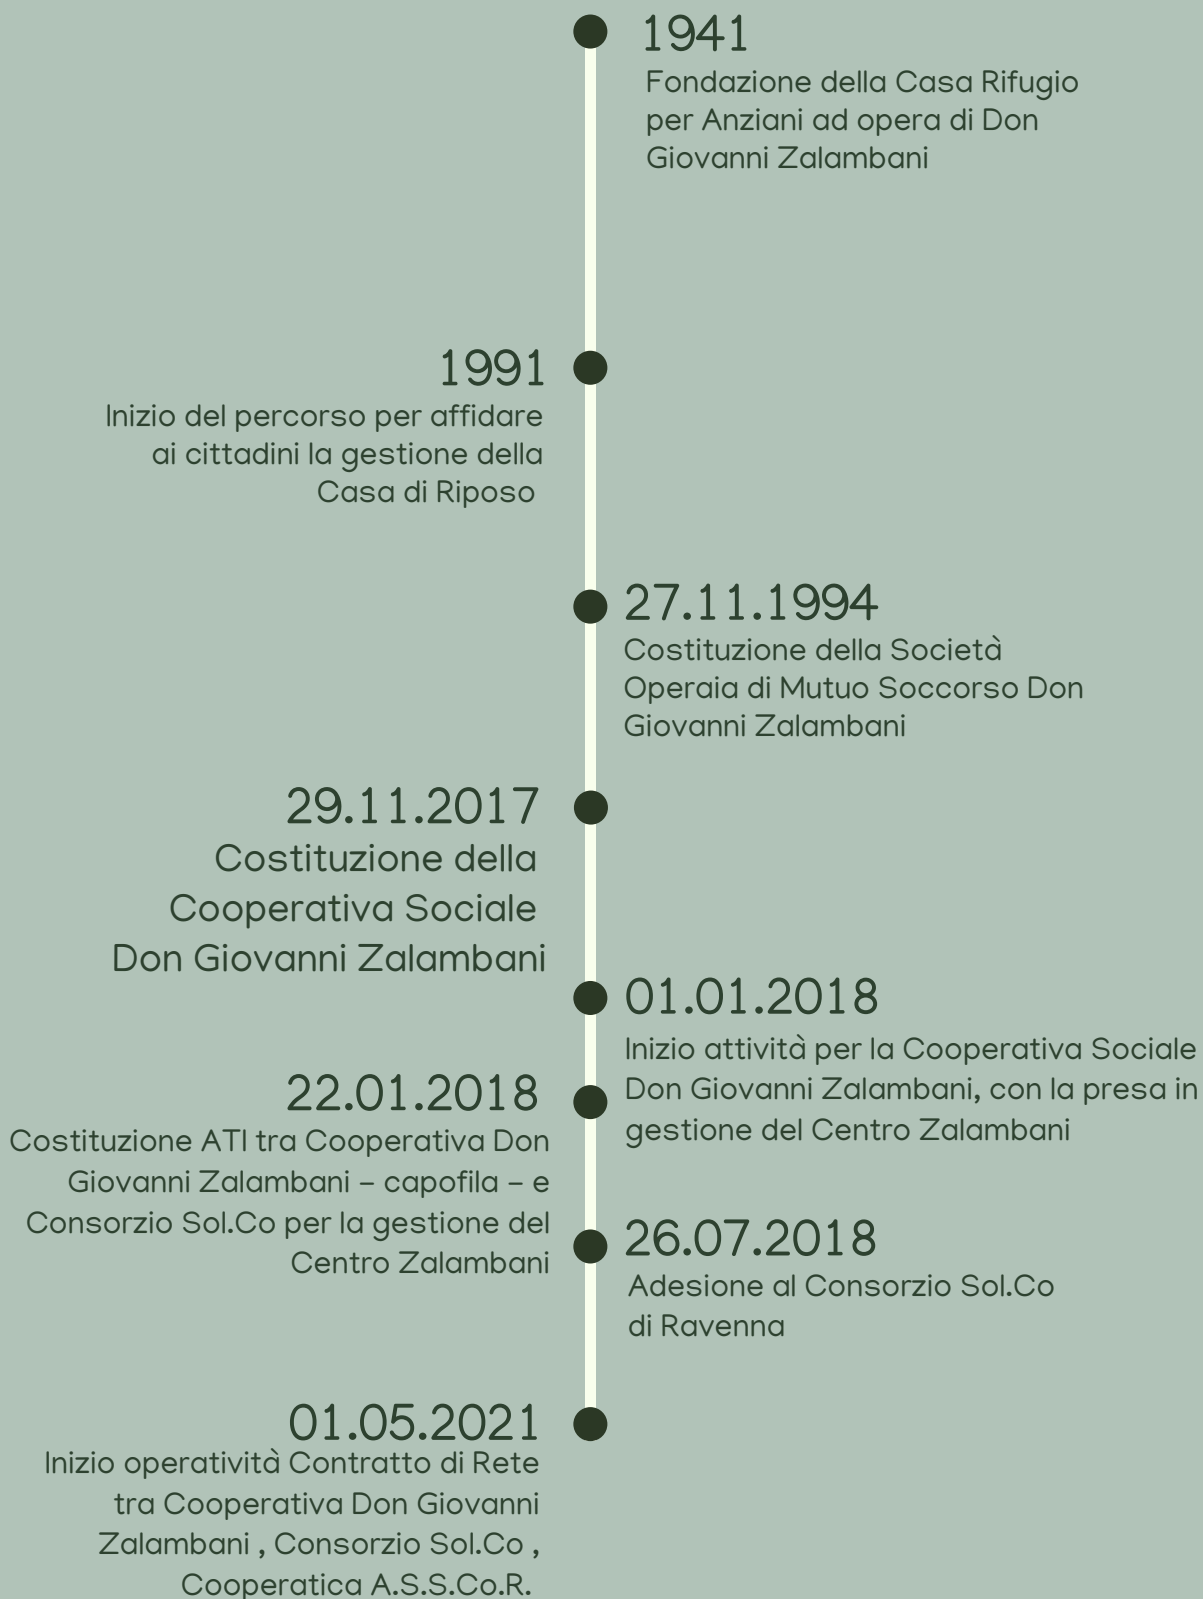 1941
Fondazione della Casa Rifugio
per Anziani ad opera di Don
Giovanni Zalambani
1991
Inizio del percorso per affidare
ai cittadini la gestione della
Casa di Riposo
27.11.1994
Costituzione della Società
Operaia di Mutuo Soccorso Don
Giovanni Zalambani
29.11.2017
Costituzione della
Cooperativa Sociale
Don Giovanni Zalambani
01.01.2018
Inizio attività per la Cooperativa Sociale
Don Giovanni Zalambani, con la presa in
gestione del Centro Zalambani
22.01.2018
Costituzione ATI tra Cooperativa Don
Giovanni Zalambani – capofila – e
Consorzio Sol.Co per la gestione del
Centro Zalambani
26.07.2018
Adesione al Consorzio Sol.Co
di Ravenna
01.05.2021
Inizio operatività Contratto di Rete
tra Cooperativa Don Giovanni
Zalambani , Consorzio Sol.Co ,
Cooperatica A.S.S.Co.R.